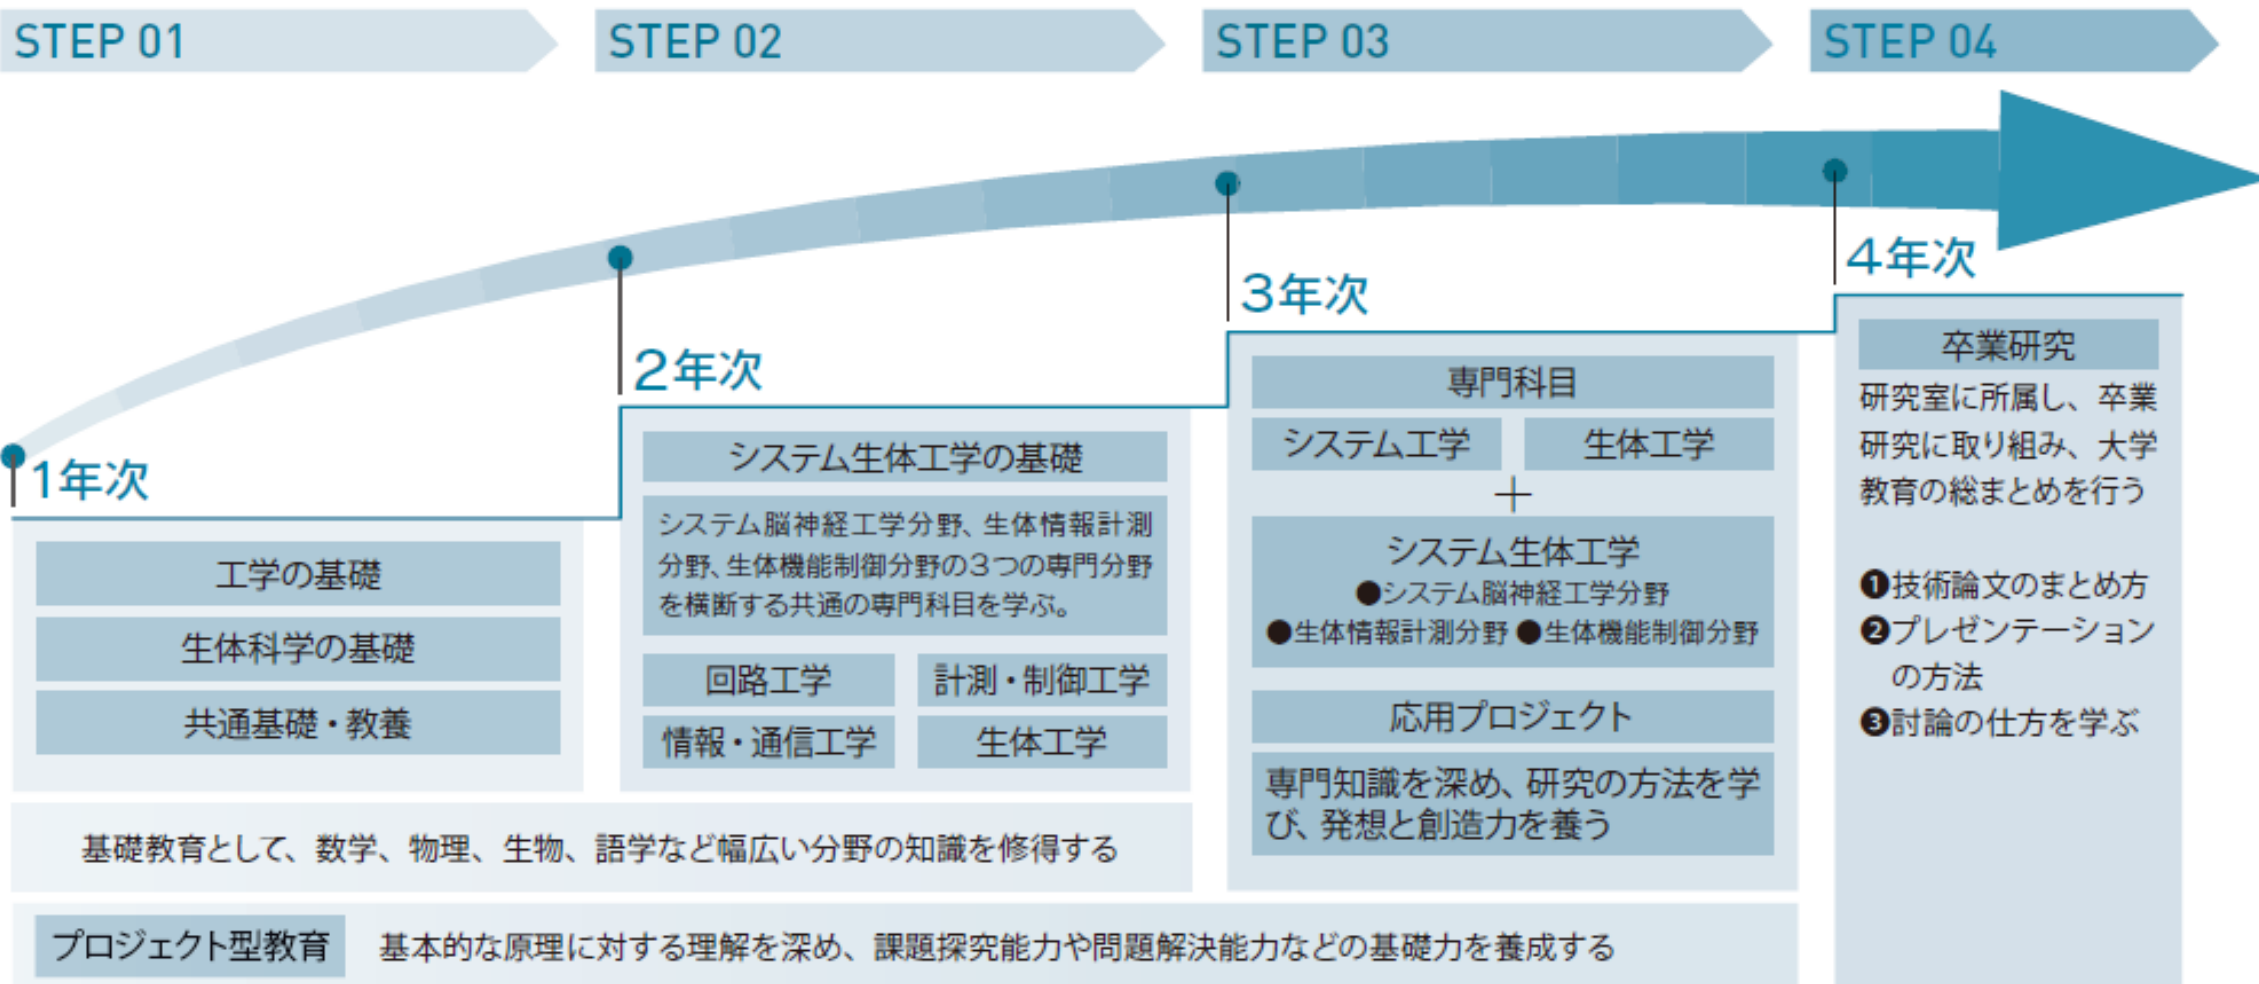 STEP 01
STEP 02
STEP 03
STEP 04
1年次
工学の基礎
生体科学の基礎
共通基礎・教養
2年次
システム生体工学の基礎
システム脳神経工学分野、生体情報計測
分野、生体機能制御分野の3つの専門分野
を横断する共通の専門科目を学ぶ。
回路工学
計測・制御工学
情報・通信工学
生体工学
基礎教育として、数学、物理、生物、語学など幅広い分野の知識を修得する
3年次
専門科目
システム工学
生体工学
＋
システム生体工学
●システム脳神経工学分野
●生体情報計測分野 ●生体機能制御分野
応用プロジェクト
専門知識を深め、研究の方法を学
び、発想と創造力を養う
プロジェクト型教育
基本的な原理に対する理解を深め、課題探究能力や問題解決能力などの基礎力を養成する
4年次
卒業研究
研究室に所属し、卒業
研究に取り組み、大学
教育の総まとめを行う
❶技術論文のまとめ方
❷プレゼンテーション
の方法
❸討論の仕方を学ぶ